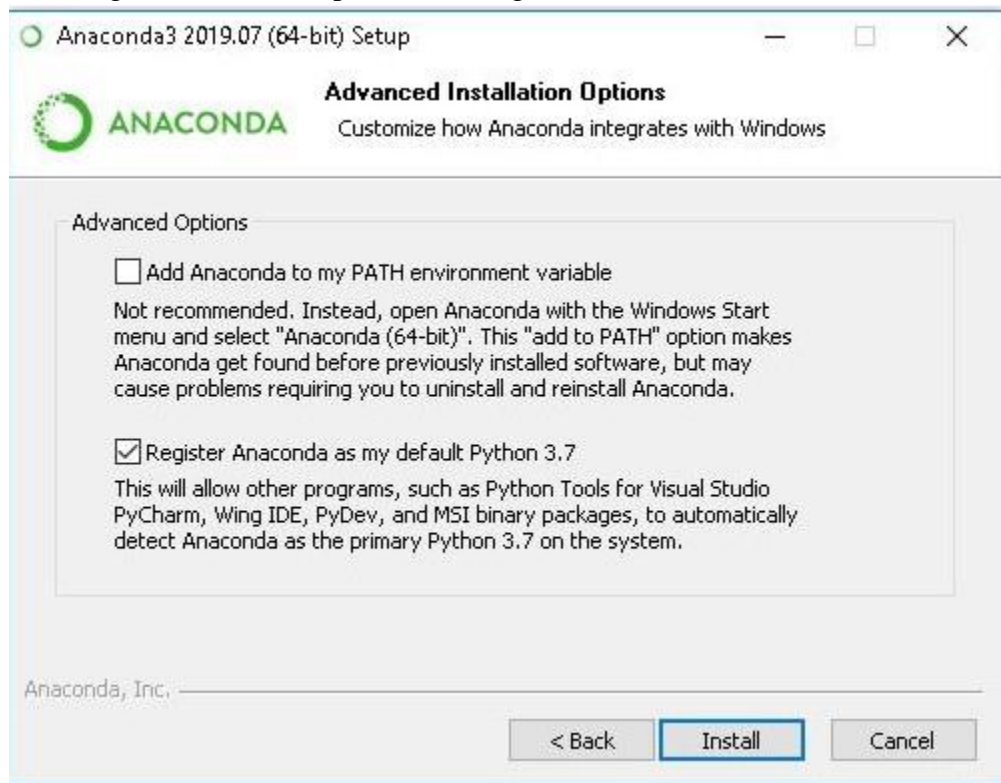 Anaconda3 2019.07 (64-bit) Setup
ANACONDA
Advanced Installation Options
Customize how Anaconda integrates with Windows
Advanced Options
Add Anaconda to my PATH environment variable
Not recommended. Instead, open Anaconda with the Windows Start
menu and select "Anaconda (64-bit)". This "add to PATH" option makes
Anaconda get found before previously installed software, but may
cause problems requiring you to uninstall and reinstall Anaconda.
Register Anaconda as my default Python 3.7
This will allow other programs, such as Python Tools for Visual Studio
PyCharm, Wing IDE, PyDev, and MSI binary packages, to automatically
detect Anaconda as the primary Python 3.7 on the system.
Anaconda, Inc.
< Back
Install
Cancel